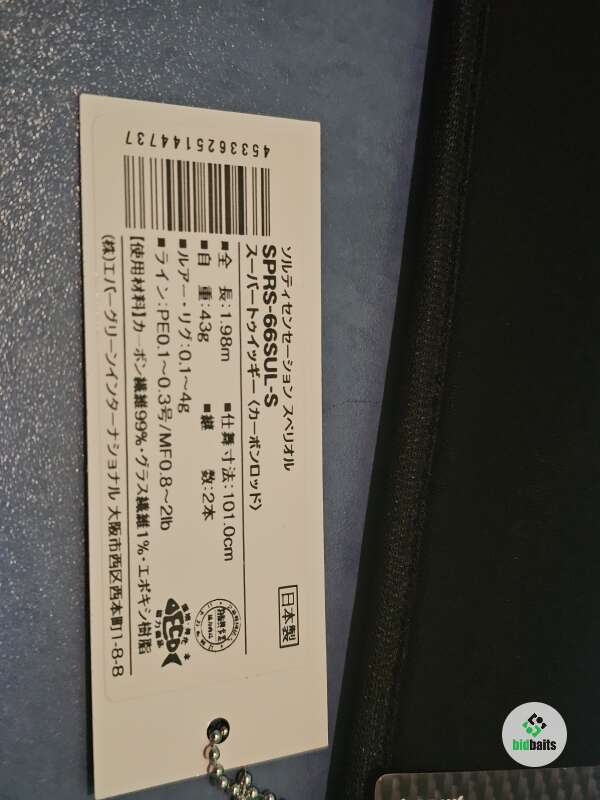 ソルティセンセーション スペリオル
SPRS-66SUL-S
スーパートゥイッギー〈カーボンロッド〉
日本製
■全 長:1.98m ■仕舞寸法:101.0cm
■自 重:43g ■継 数:2本
■ルアー・リグ:0.1~4g
■ライン:PE0.1~0.3号/MF0.8~2lb
【使用材料】カーボン繊維99%・グラス繊維1%・エポキシ樹脂
(株)エバーグリーンインターナショナル 大阪市西区西本町1-8-8
4533625144737
ECO
bidbaits